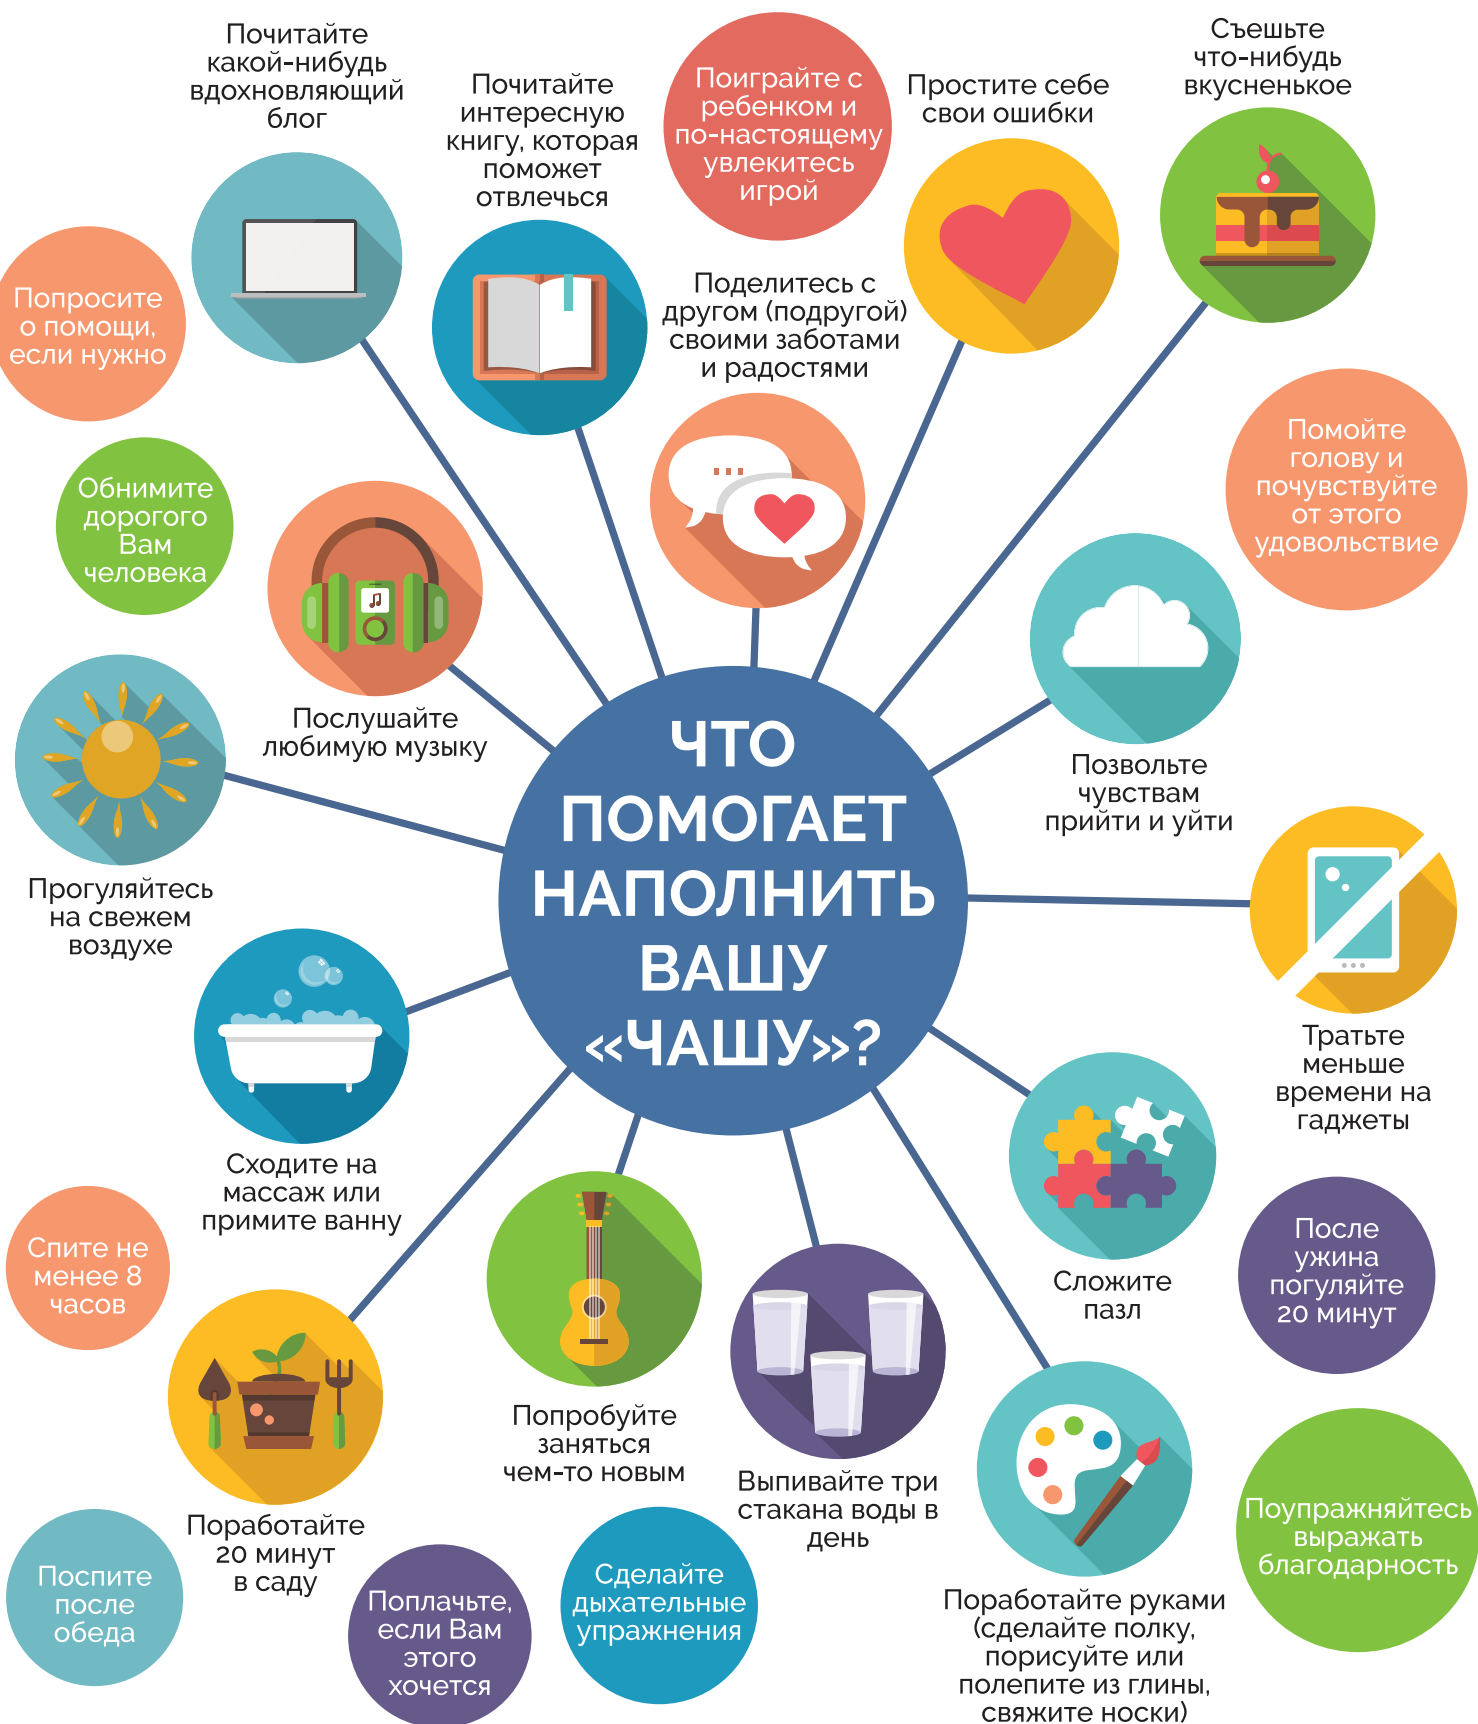 Почитайте
какой-нибудь
вдохновляющий
блог
Почитайте
интересную
книгу, которая
поможет
отвлечься
Поиграйте с
ребенком и
по-настоящему
увлекитесь
игрой
Простите себе
свои ошибки
Съешьте
что-нибудь
вкусненькое
Попросите
о помощи,
если нужно
Поделитесь с
другом (подругой)
своими заботами
и радостями
Помойте
голову и
почувствуйте
от этого
удовольствие
Обнимите
дорогого
Вам
человека
Послушайте
любимую музыку
Позвольте
чувствам
прийти и уйти
ЧТО
ПОМОГАЕТ
НАПОЛНИТЬ
ВАШУ
«ЧАШУ»?
Прогуляйтесь
на свежем
воздухе
Тратьте
меньше
времени на
гаджеты
Сходите на
массаж или
примите ванну
Спите не
менее 8
часов
Сложите
пазл
После
ужина
погуляйте
20 минут
Попробуйте
заняться
чем-то новым
Выпивайте три
стакана воды в
день
Поработайте
20 минут
в саду
Поспите
после
обеда
Поплачьте,
если Вам
этого
хочется
Сделайте
дыхательные
упражнения
Поработайте руками
(сделайте полку,
порисуйте или
полепите из глины,
свяжите носки)
Поупражняйтесь
выражать
благодарность